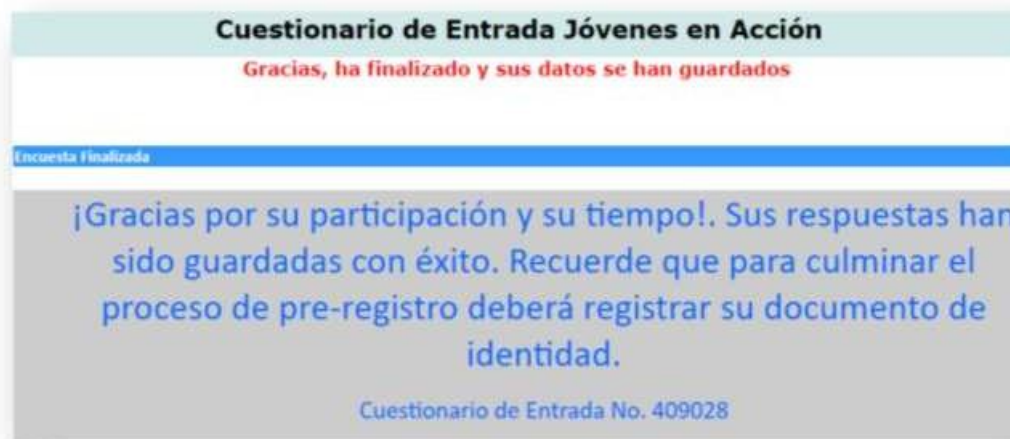 Cuestionario de Entrada Jóvenes en Acción
Gracias, ha finalizado y sus datos se han guardados
Encuesta Finalizada
¡Gracias por su participación y su tiempo!. Sus respuestas han
sido guardadas con éxito. Recuerde que para culminar el
proceso de pre-registro deberá registrar su documento de
identidad.
Cuestionario de Entrada No. 409028